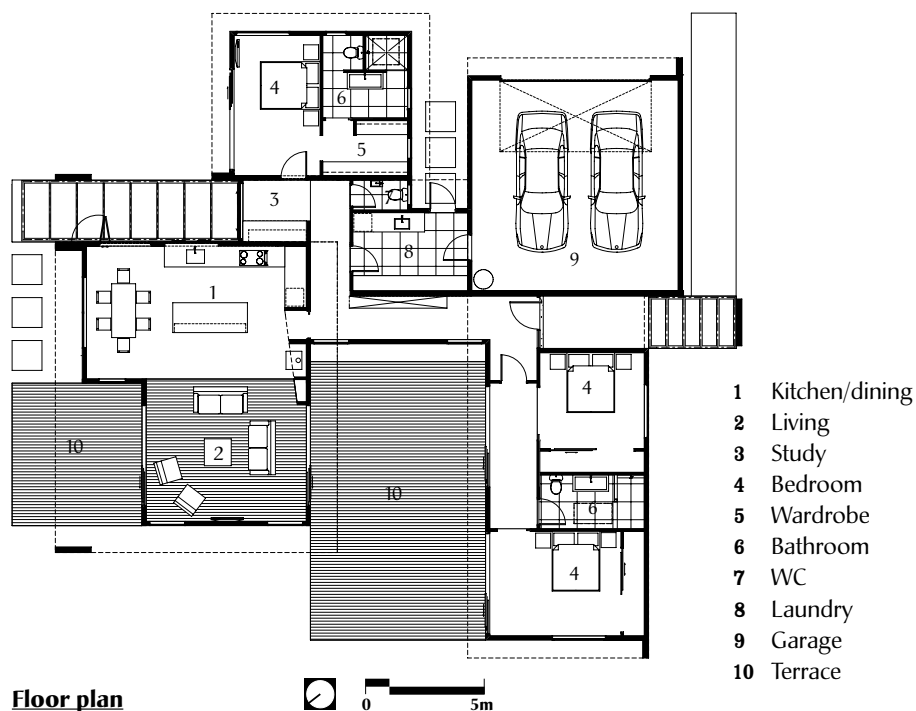 4
6
5
3
8
9
1
4
10
2
10
6
4
1 Kitchen/dining
2 Living
3 Study
4 Bedroom
5 Wardrobe
6 Bathroom
7 WC
8 Laundry
9 Garage
10 Terrace
Floor plan
0 5m